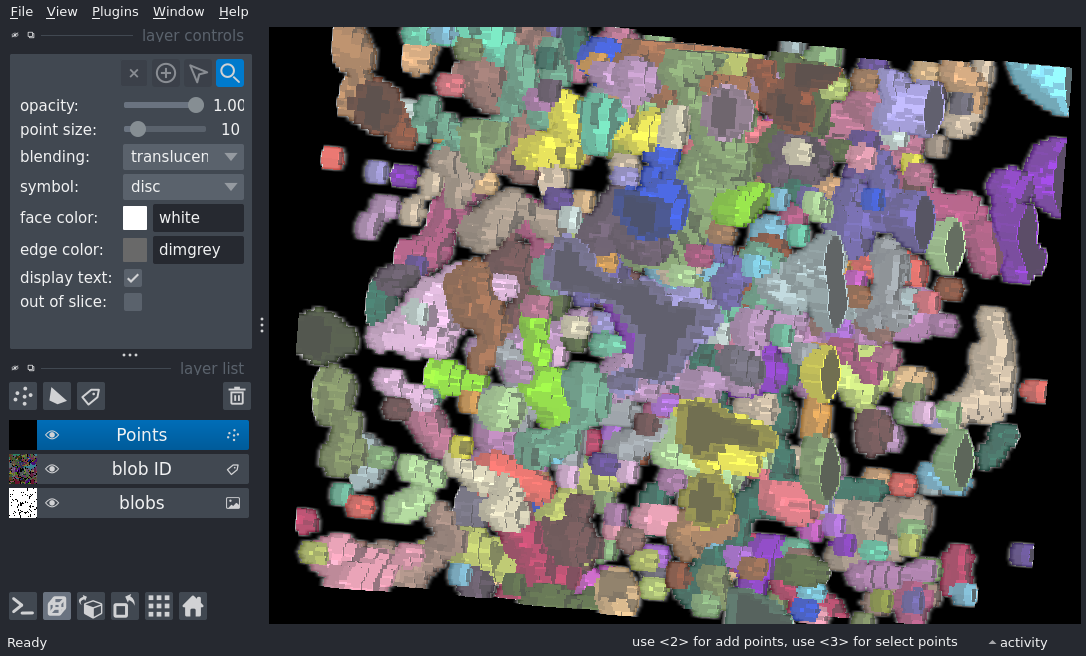 File View Plugins Window Help
layer controls
opacity: 1.00
point size: 10
blending: translucen
symbol: disc
face color: white
edge color: dimgrey
display text:
out of slice:
layer list
Points
blob ID
blobs
Ready
use <2> for add points, use <3> for select points
activity